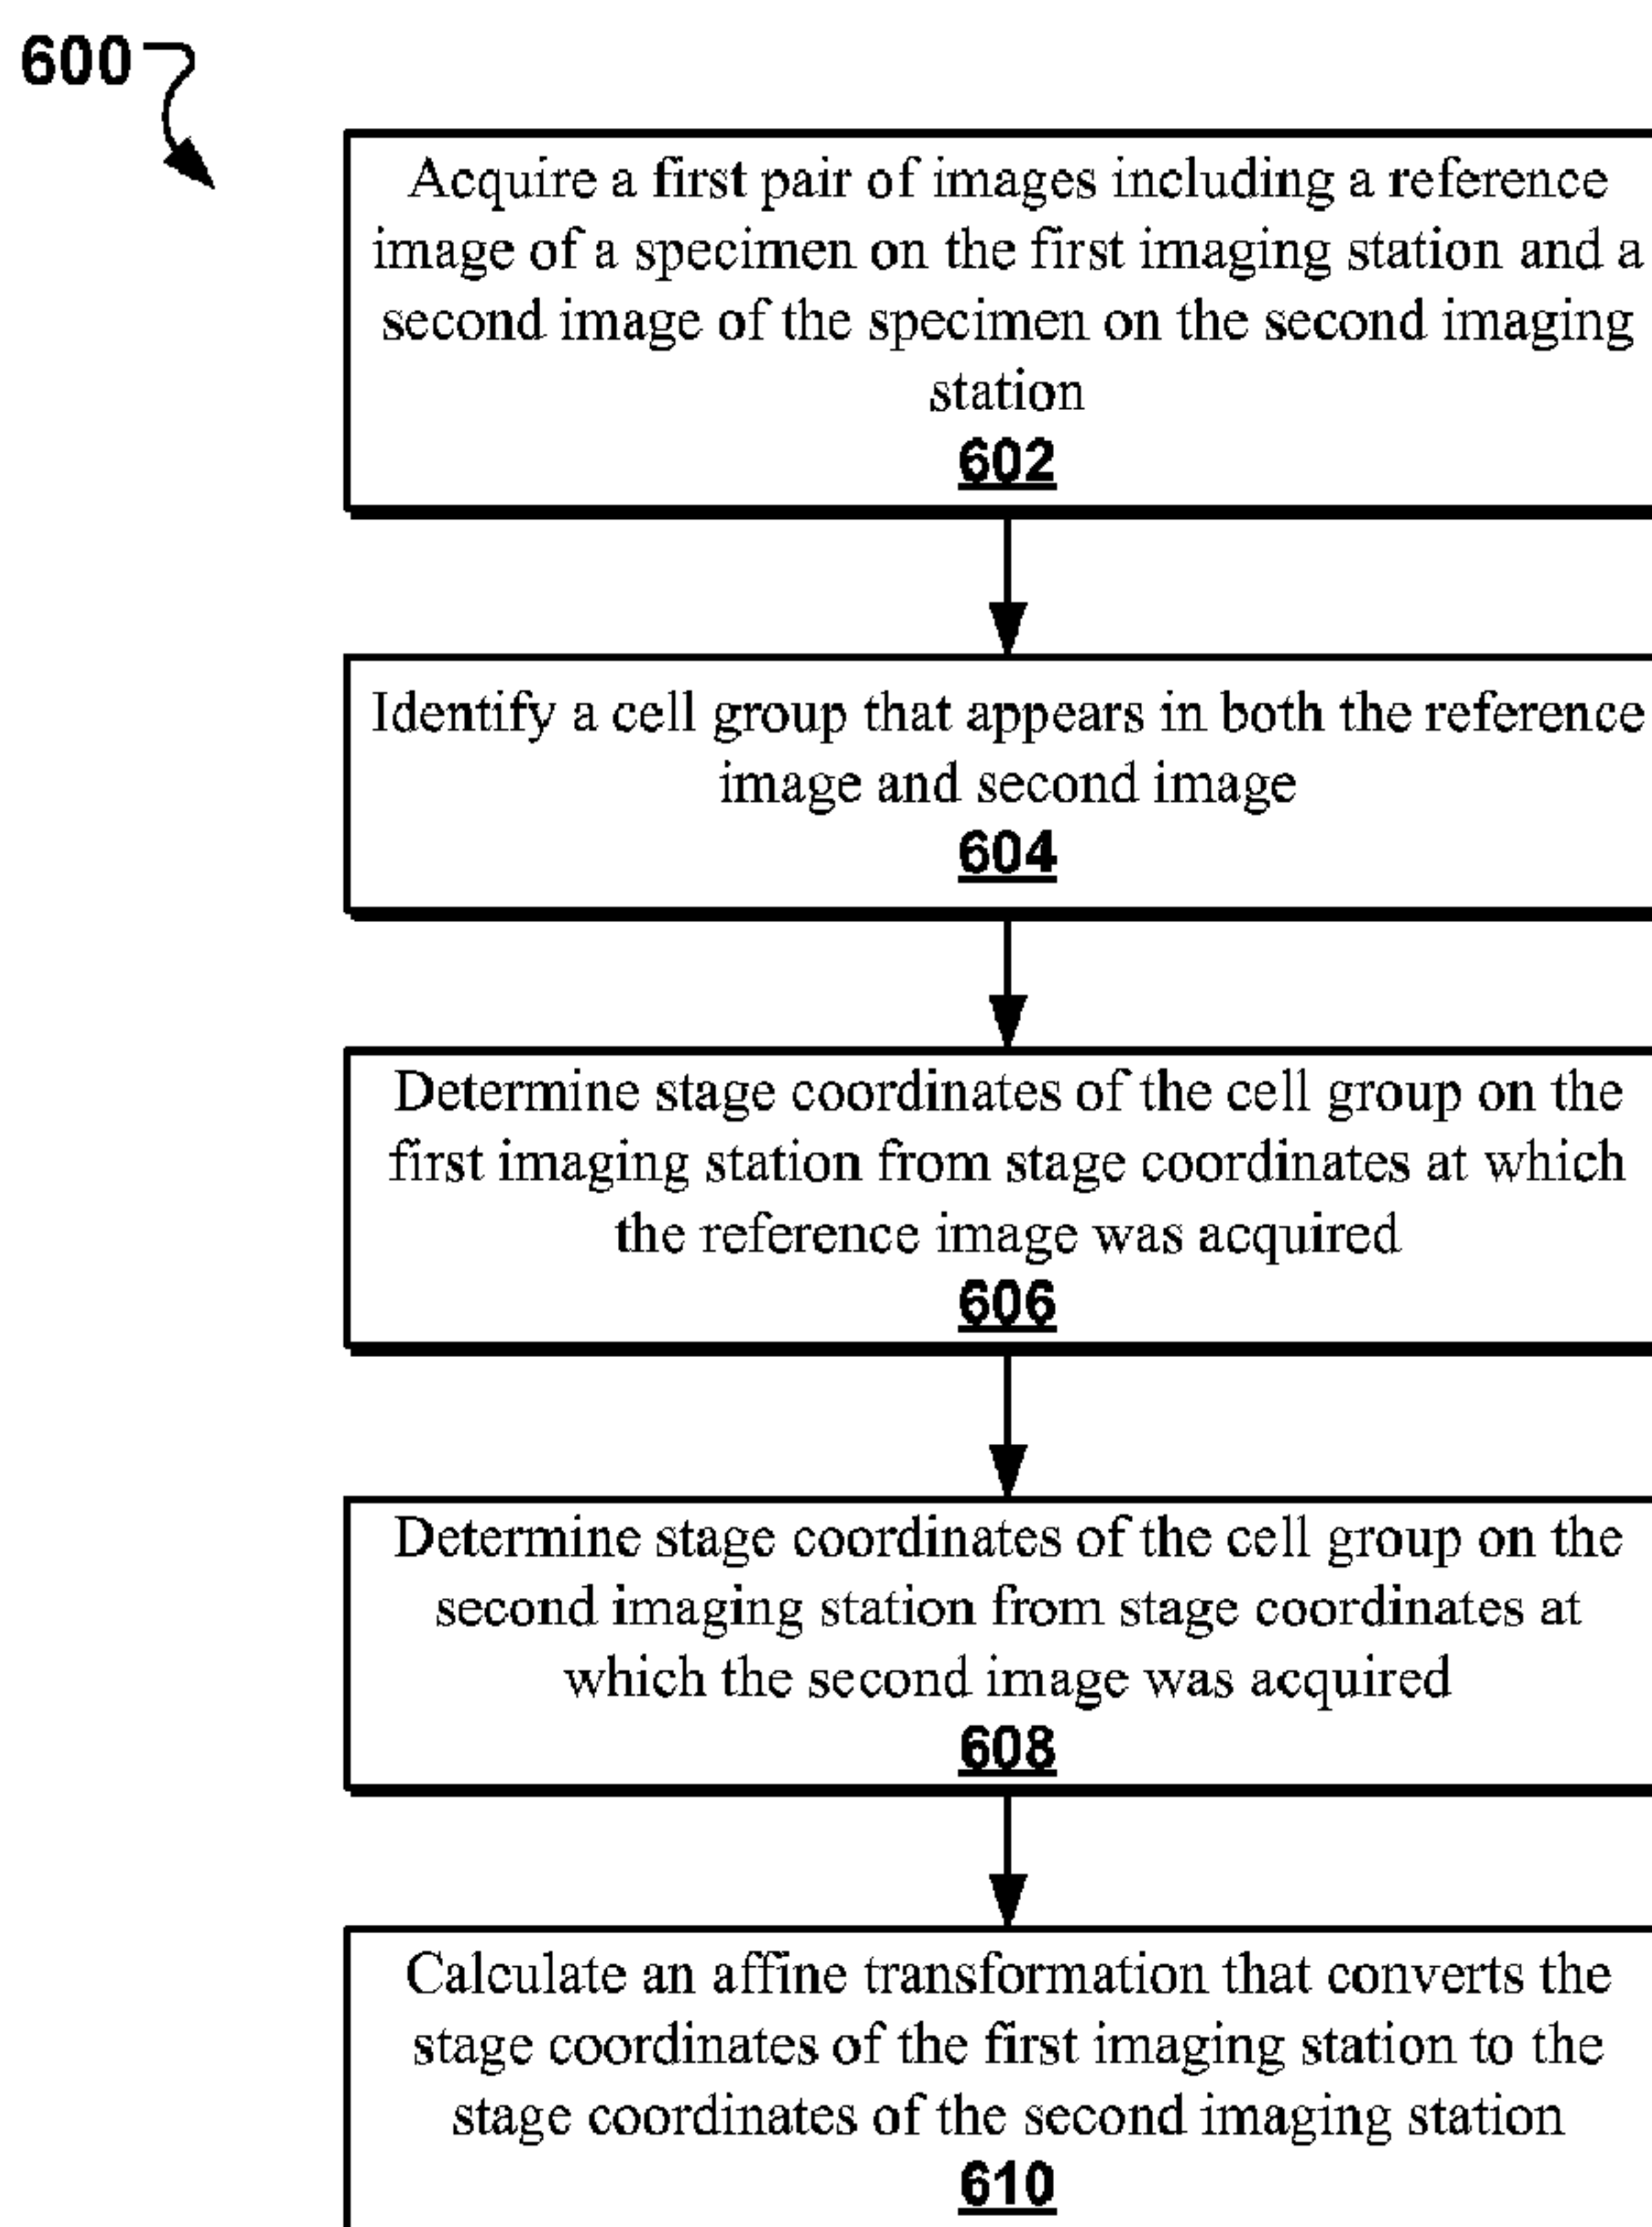 600
Acquire a first pair of images including a reference
image of a specimen on the first imaging station and a
second image of the specimen on the second imaging
station
602
Identify a cell group that appears in both the reference
image and second image
604
Determine stage coordinates of the cell group on the
first imaging station from stage coordinates at which
the reference image was acquired
606
Determine stage coordinates of the cell group on the
second imaging station from stage coordinates at
which the second image was acquired
608
Calculate an affine transformation that converts the
stage coordinates of the first imaging station to the
stage coordinates of the second imaging station
610